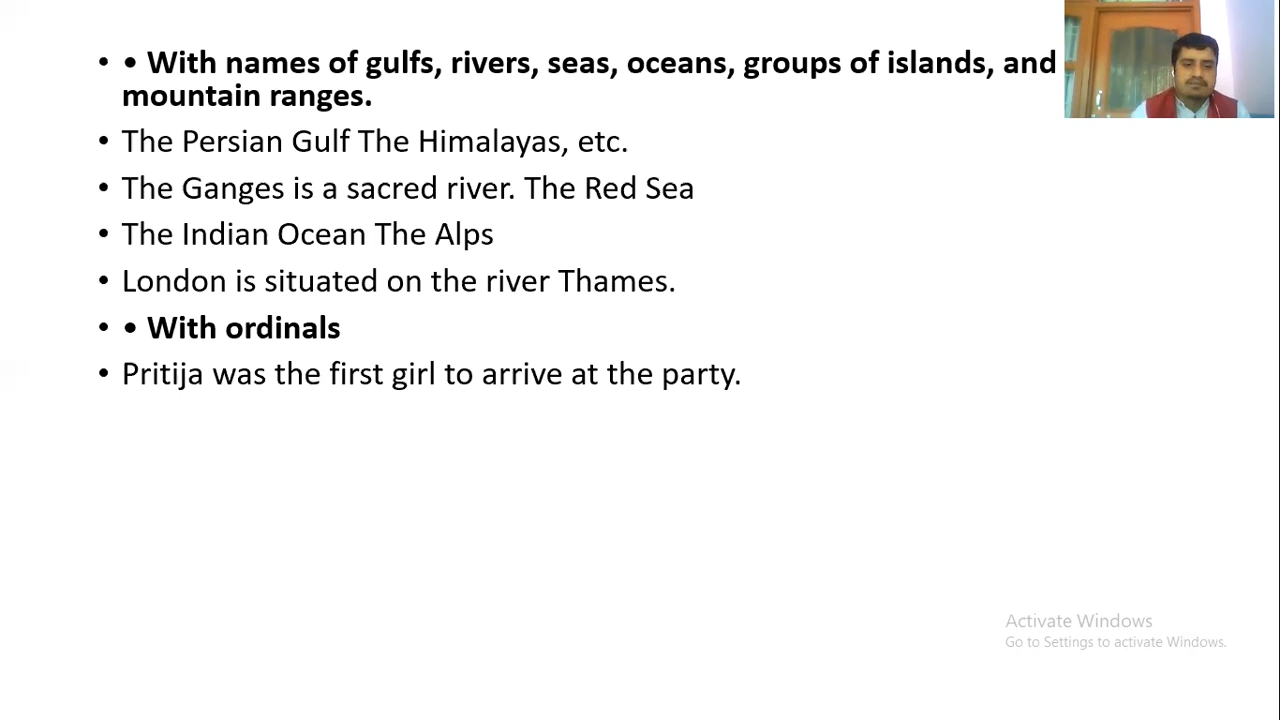 • • With names of gulfs, rivers, seas, oceans, groups of islands, and
mountain ranges.
• The Persian Gulf The Himalayas, etc.
• The Ganges is a sacred river. The Red Sea
• The Indian Ocean The Alps
• London is situated on the river Thames.
• • With ordinals
• Pritija was the first girl to arrive at the party.
Activate Windows
Go to Settings to activate Windows.